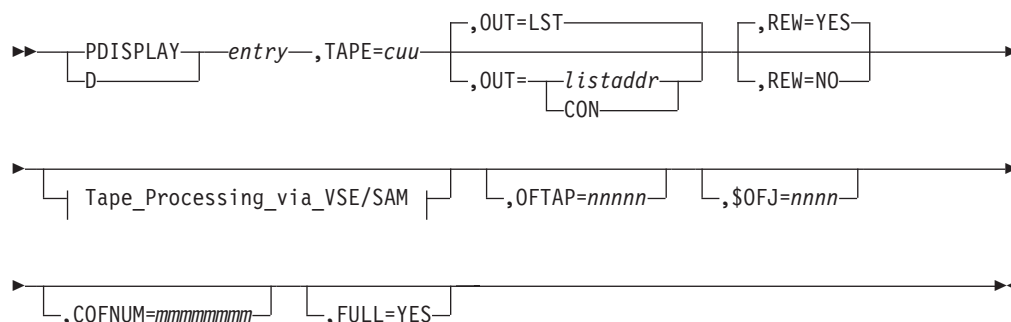 ,OUT=LST ,REW=YES
PDISPLAY entry ,TAPE=cuu
D ,OUT= listaddr ,REW=NO
CON
Tape_Processing_via_VSE/SAM ,OFTAP=nnnnn ,$OFJ=nnnn
,COFNUM=mmmmmmmm ,FULL=YES